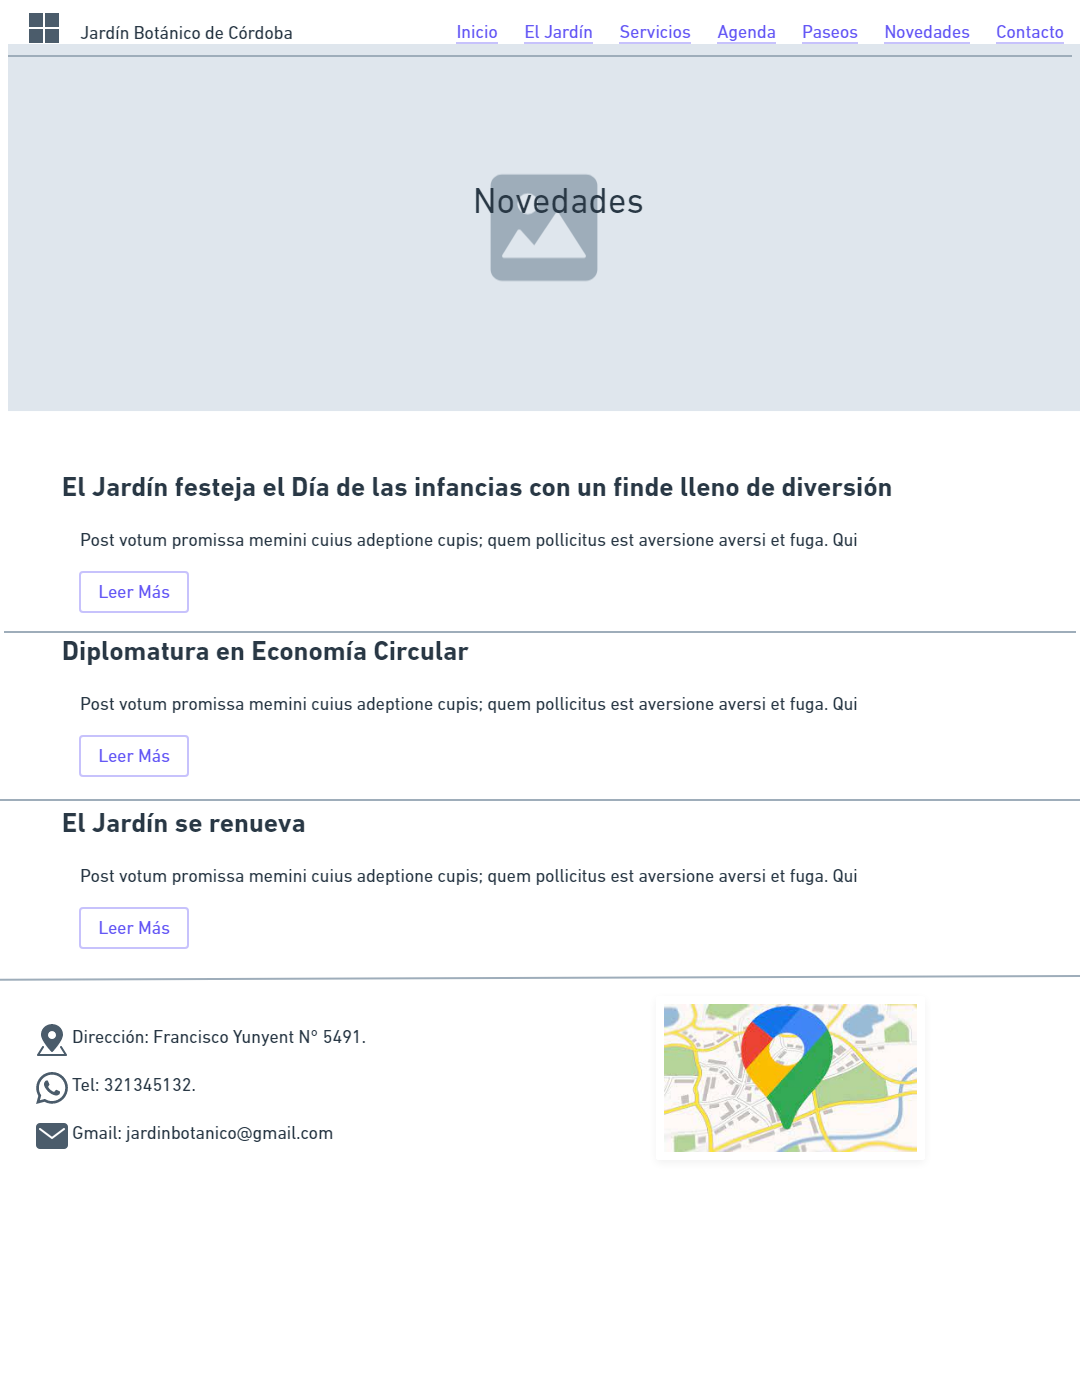 Jardín Botánico de Córdoba
Inicio El Jardín Servicios Agenda Paseos Novedades Contacto
Novedades
El Jardín festeja el Día de las infancias con un finde lleno de diversión
Post votum promissa memini cuius adeptione cupis; quem pollicitus est aversione aversi et fuga. Qui
Leer Más
Diplomatura en Economía Circular
Post votum promissa memini cuius adeptione cupis; quem pollicitus est aversione aversi et fuga. Qui
Leer Más
El Jardín se renueva
Post votum promissa memini cuius adeptione cupis; quem pollicitus est aversione aversi et fuga. Qui
Leer Más
Dirección: Francisco Yunyent N° 5491.
Tel: 321345132.
Gmail: jardinbotanico@gmail.com